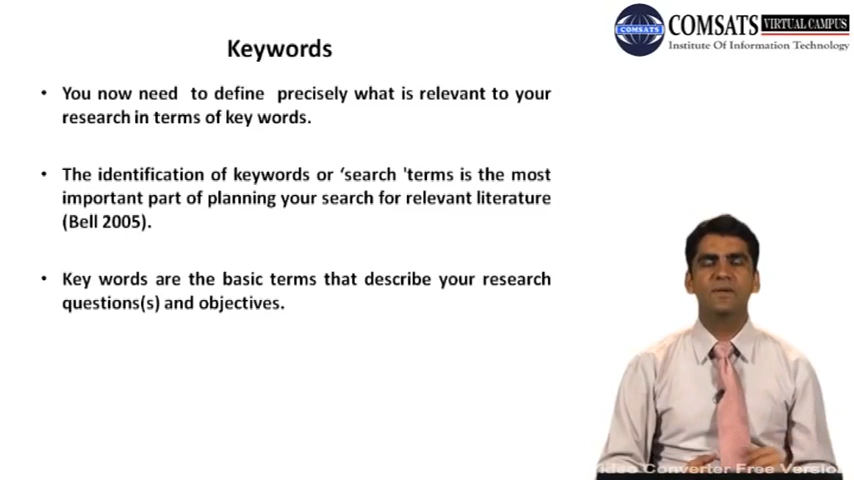 Keywords
COMSATS VIRTUAL CAMPUS
Institute Of Information Technology
COMSATS
• You now need to define precisely what is relevant to your
research in terms of key words.
• The identification of keywords or ‘search 'terms is the most
important part of planning your search for relevant literature
(Bell 2005).
• Key words are the basic terms that describe your research
questions(s) and objectives.
Video Converter Free Version